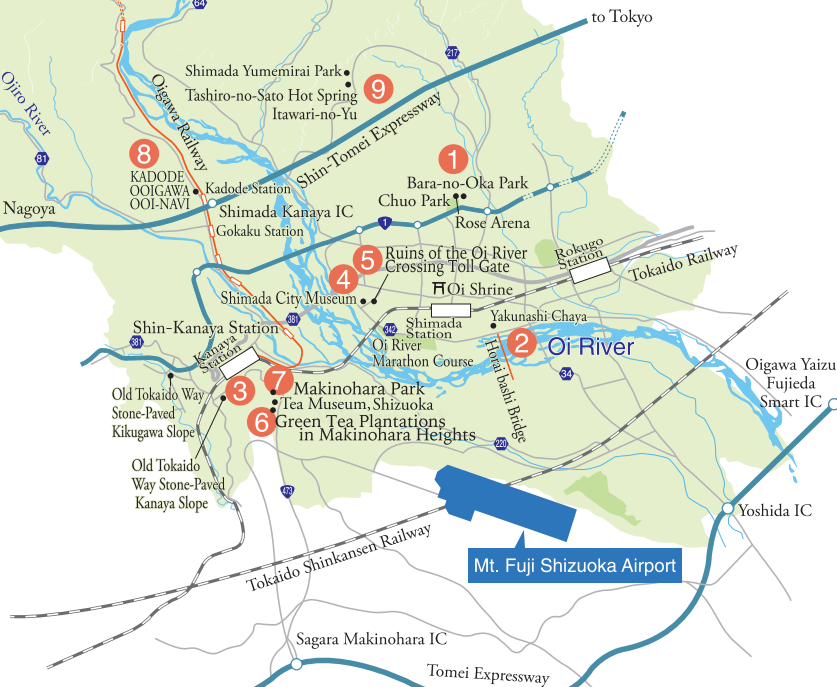 64
to Tokyo
217
Shimada Yumemirai Park
Tashiro-no-Sato Hot Spring
Itawari-no-Yu
9
Ojiro River
Oigawa Railway
Shin-Tomei Expressway
81
8
KADODE
OOIGAWA
OOI-NAVI
Kadode Station
1
Bara-no-Oka Park
Chuo Park
Rose Arena
Nagoya
Shimada Kanaya IC
Gokaku Station
1
5
Ruins of the Oi River
Crossing Toll Gate
4
Rokugo
Station
Tokaido Railway
Shimada City Museum
Oi Shrine
381
Shin-Kanaya Station
342
Shimada
Station
Yakunashi Chaya
381
Kanaya
Station
Oi River
Marathon Course
2
Oi River
Horai bashi Bridge
34
Oigawa Yaizu
Fujieda
Smart IC
Old Tokaido Way
Stone-Paved
Kikugawa Slope
3
7
Makinohara Park
Tea Museum, Shizuoka
6
Green Tea Plantations
in Makinohara Heights
220
Old Tokaido
Way Stone-Paved
Kanaya Slope
473
Yoshida IC
Tokaido Shinkansen Railway
Mt. Fuji Shizuoka Airport
Sagara Makinohara IC
Tomei Expressway